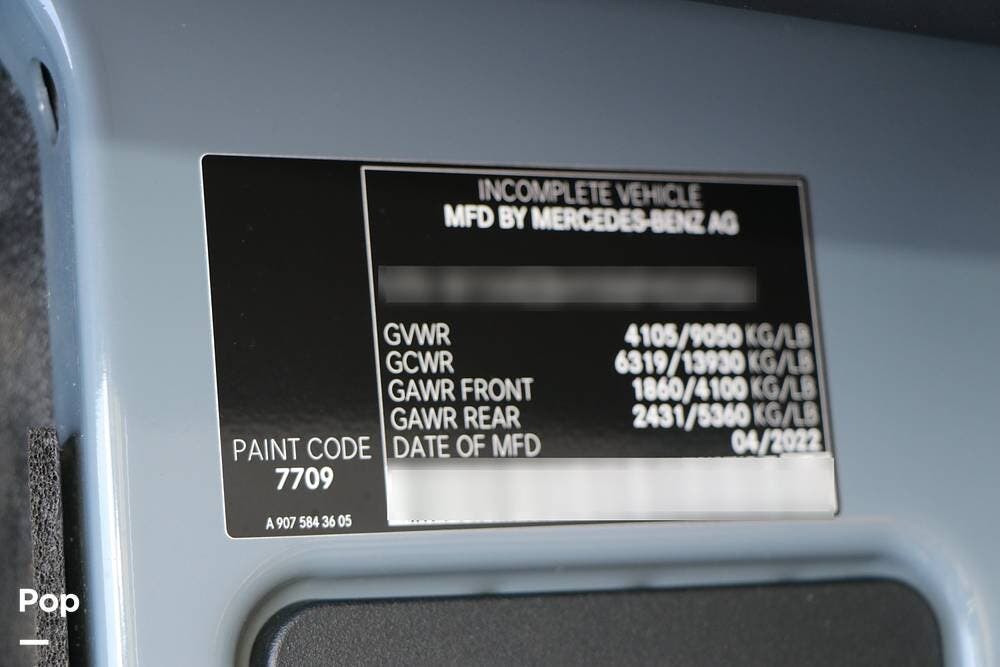 INCOMPLETE VEHICLE
MFD BY MERCEDES-BENZ AG
GVWR 4105/9050 KG/LB
GCWR 6319/13930 KG/LB
GAWR FRONT 1860/4100 KG/LB
GAWR REAR 2431/5360 KG/LB
DATE OF MFD 04/2022
PAINT CODE
7709
A 907 584 36 05
Pop